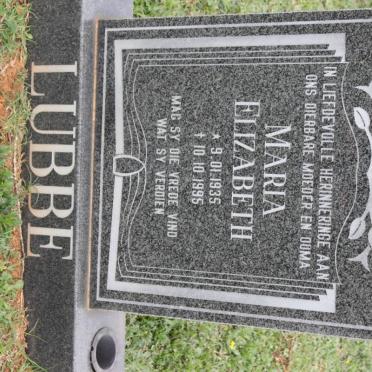 IN LIEFDEVOLLE HERINNERINGE AAN
ONS DIERBARE MOEDER EN OUMA
MARIA
ELIZABETH
★ 9.01.1935
† 10.10.1995
MAG SY DIE VREDE VIND
WAT SY VERDIEN
LUBBE